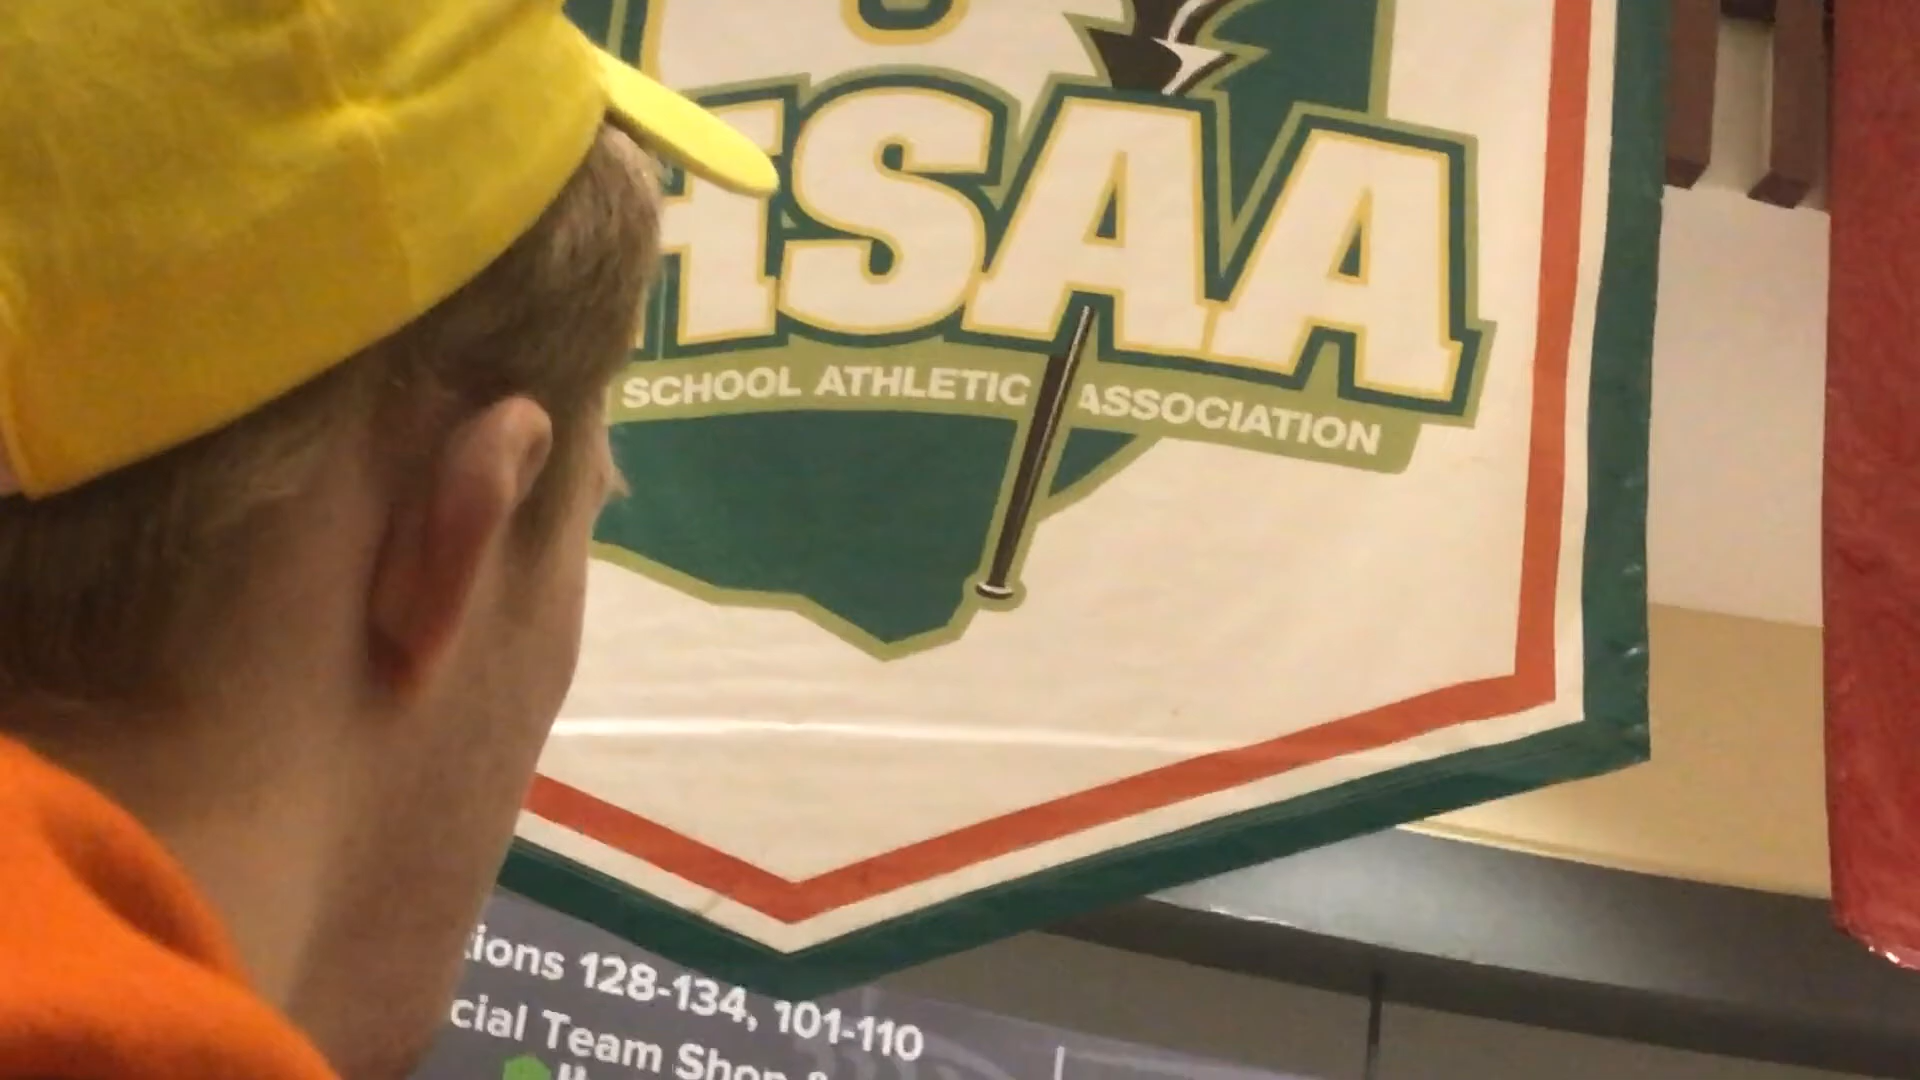 HSAA
SCHOOL ATHLETIC ASSOCIATION
tions 128-134, 101-110
cial Team Shop &